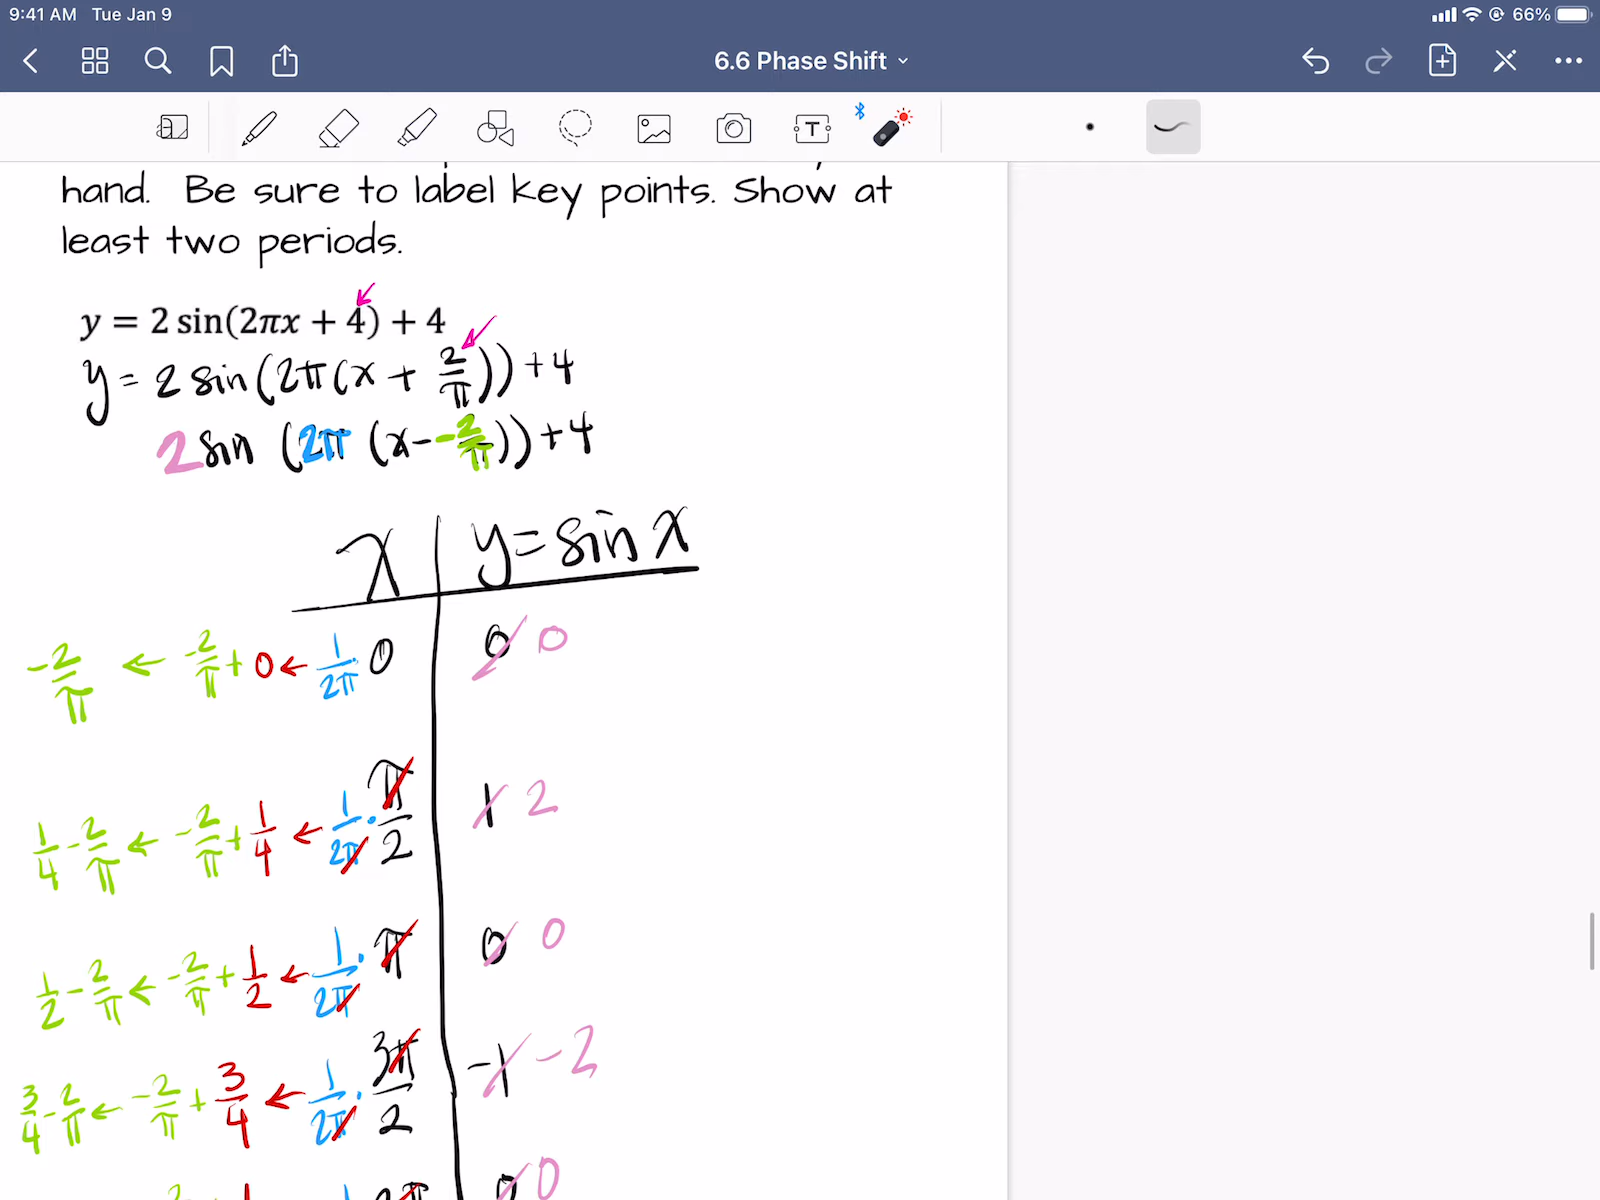 9:41 AM Tue Jan 9 66%
6.6 Phase Shift
T
hand. Be sure to label key points. Show at
least two periods.
y = 2 sin(2πx + 4) + 4
y = 2 sin (2π(x + 2/π)) + 4
2 sin (2π (x - -2/π)) + 4
x | y = sin x
-2/π ← -2/π + 0 ← 1/2π · 0 | 0 0
1/4 - 2/π ← -2/π + 1/4 ← 1/2π · π/2 | 1 2
1/2 - 2/π ← -2/π + 1/2 ← 1/2π · π | 0 0
3/4 - 2/π ← -2/π + 3/4 ← 1/2π · 3π/2 | -1 -2
0 0